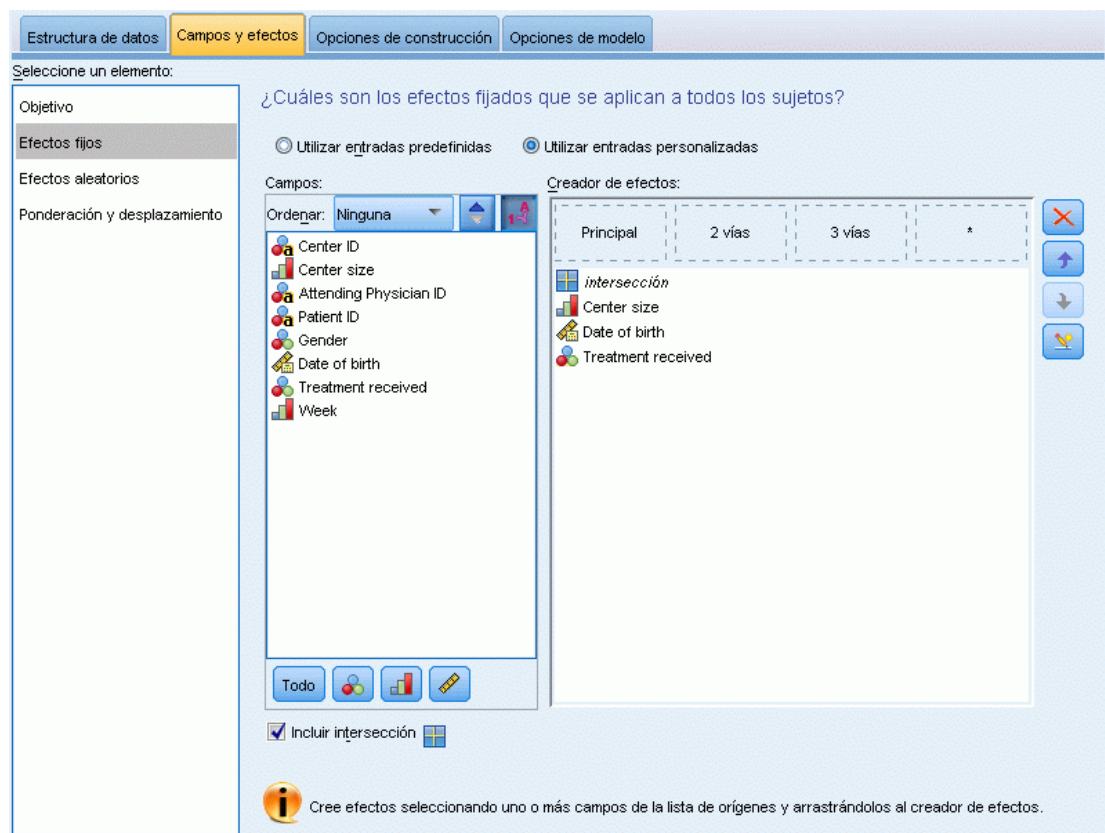 Estructura de datos
Campos y efectos
Opciones de construcción
Opciones de modelo
Seleccione un elemento:
Objetivo
Efectos fijos
Efectos aleatorios
Ponderación y desplazamiento
¿Cuáles son los efectos fijados que se aplican a todos los sujetos?
Utilizar entradas predefinidas
Utilizar entradas personalizadas
Campos:
Ordenar: Ninguna
Center ID
Center size
Attending Physician ID
Patient ID
Gender
Date of birth
Treatment received
Week
Todo
Creador de efectos:
Principal
2 vías
3 vías
*
intersección
Center size
Date of birth
Treatment received
Incluir intersección
Cree efectos seleccionando uno o más campos de la lista de orígenes y arrastrándolos al creador de efectos.